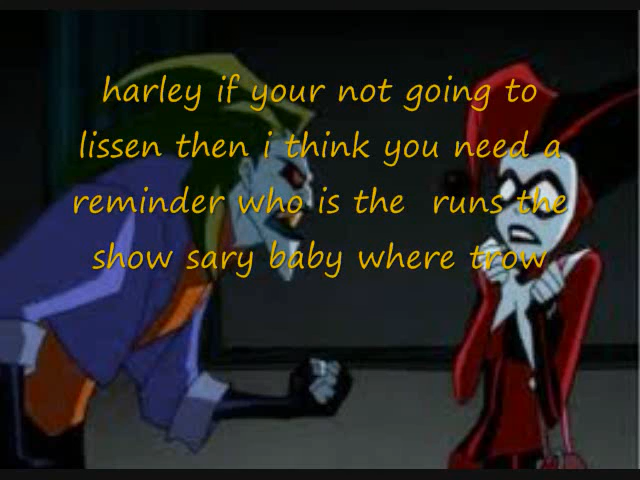 harley if your not going to
lissen then i think you need a
reminder who is the runs the
show sary baby where trow